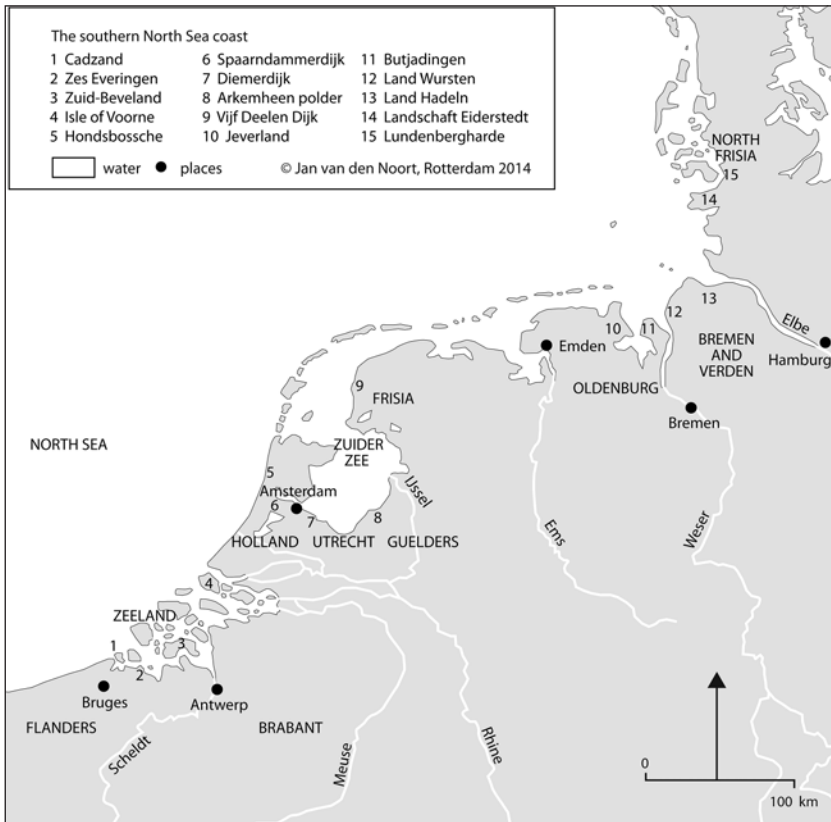 The southern North Sea coast
1 Cadzand
2 Zes Everingen
3 Zuid-Beveland
4 Isle of Voorne
5 Hondsbossche
6 Spaarndammerdijk
7 Diemerdijk
8 Arkemheen polder
9 Vijf Deelen Dijk
10 Jeverland
11 Butjadingen
12 Land Wursten
13 Land Hadeln
14 Landschaft Eiderstedt
15 Lundenbergharde
water
places
© Jan van den Noort, Rotterdam 2014
NORTH
FRISIA
15
14
13
12
11
10
Elbe
Hamburg
BREMEN
AND
VERDEN
Emden
OLDENBURG
Bremen
9
FRISIA
NORTH SEA
ZUIDER
ZEE
5
Amsterdam
6
7
8
IJssel
HOLLAND
UTRECHT
GUELDERS
Ems
Weser
4
ZEELAND
3
1
2
Bruges
Antwerp
FLANDERS
BRABANT
Scheldt
Meuse
Rhine
0
100 km